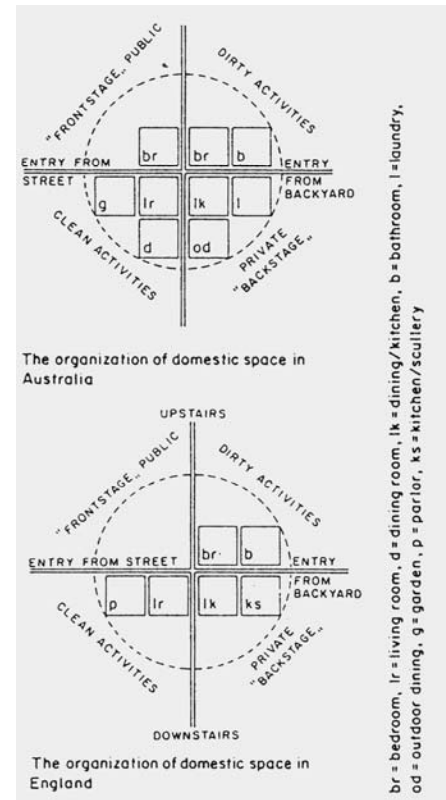 "FRONTSTAGE„ PUBLIC
DIRTY ACTIVITIES
br
br
b
ENTRY FROM
STREET
ENTRY
FROM
BACKYARD
g
lr
lk
l
d
od
CLEAN ACTIVITIES
PRIVATE
"BACKSTAGE„
The organization of domestic space in
Australia
UPSTAIRS
"FRONTSTAGE„ PUBLIC
DIRTY ACTIVITIES
br
b
ENTRY FROM STREET
ENTRY
FROM
BACKYARD
p
lr
lk
ks
CLEAN ACTIVITIES
PRIVATE
"BACKSTAGE„
DOWNSTAIRS
The organization of domestic space in
England
br = bedroom, lr = living room, d = dining room, lk = dining/kitchen, b = bathroom, l = laundry,
od = outdoor dining, g = garden, p = parlor, ks = kitchen/scullery